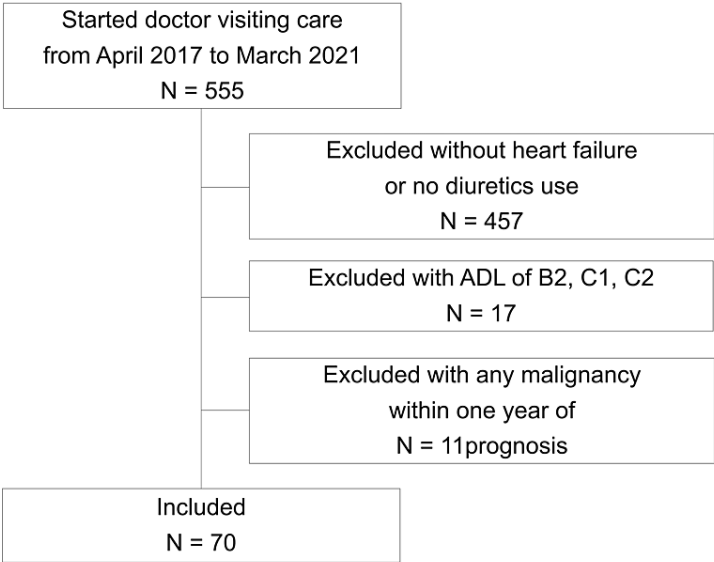 Started doctor visiting care
from April 2017 to March 2021
N = 555
Excluded without heart failure
or no diuretics use
N = 457
Excluded with ADL of B2, C1, C2
N = 17
Excluded with any malignancy
within one year of
N = 11prognosis
Included
N = 70